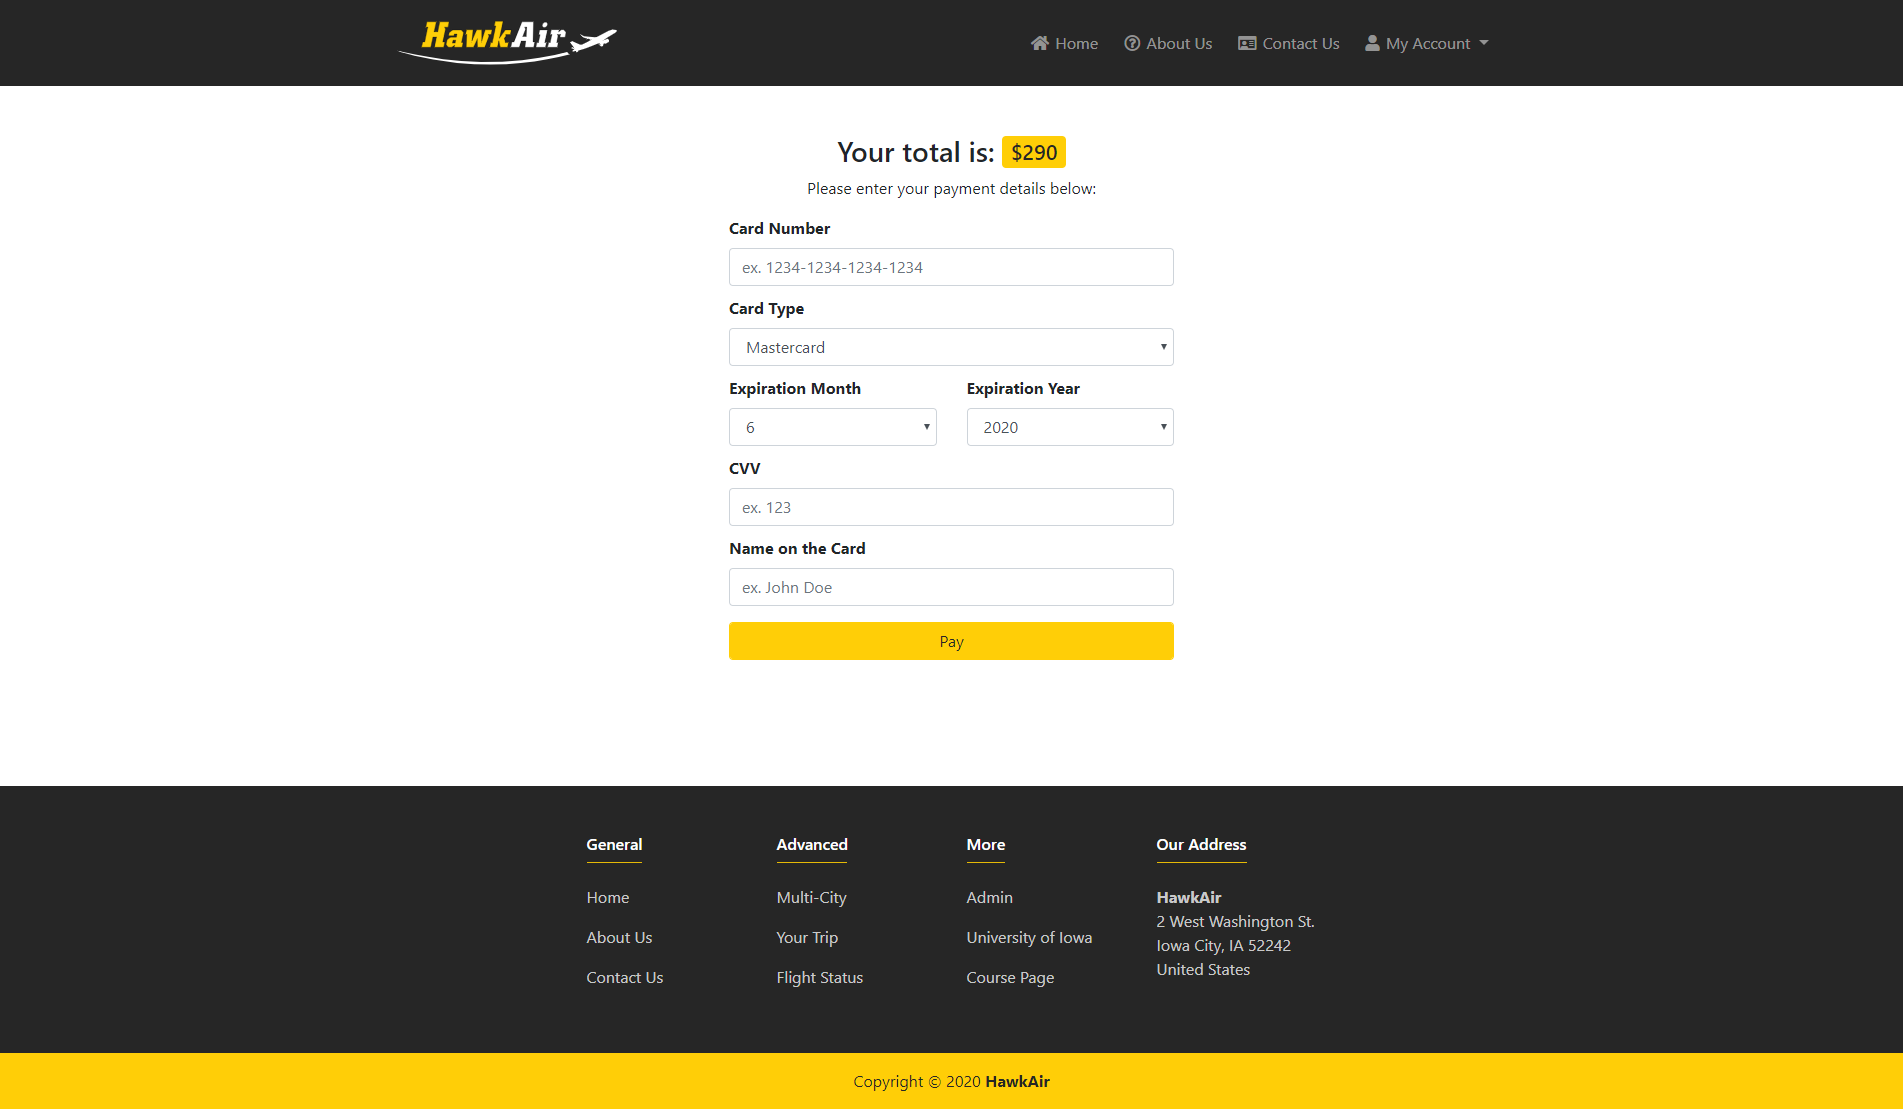 HawkAir
Home
About Us
Contact Us
My Account
Your total is: $290
Please enter your payment details below:
Card Number
ex. 1234-1234-1234-1234
Card Type
Mastercard
Expiration Month
Expiration Year
6
2020
CVV
ex. 123
Name on the Card
ex. John Doe
Pay
General
Home
About Us
Contact Us
Advanced
Multi-City
Your Trip
Flight Status
More
Admin
University of Iowa
Course Page
Our Address
HawkAir
2 West Washington St.
Iowa City, IA 52242
United States
Copyright © 2020 HawkAir